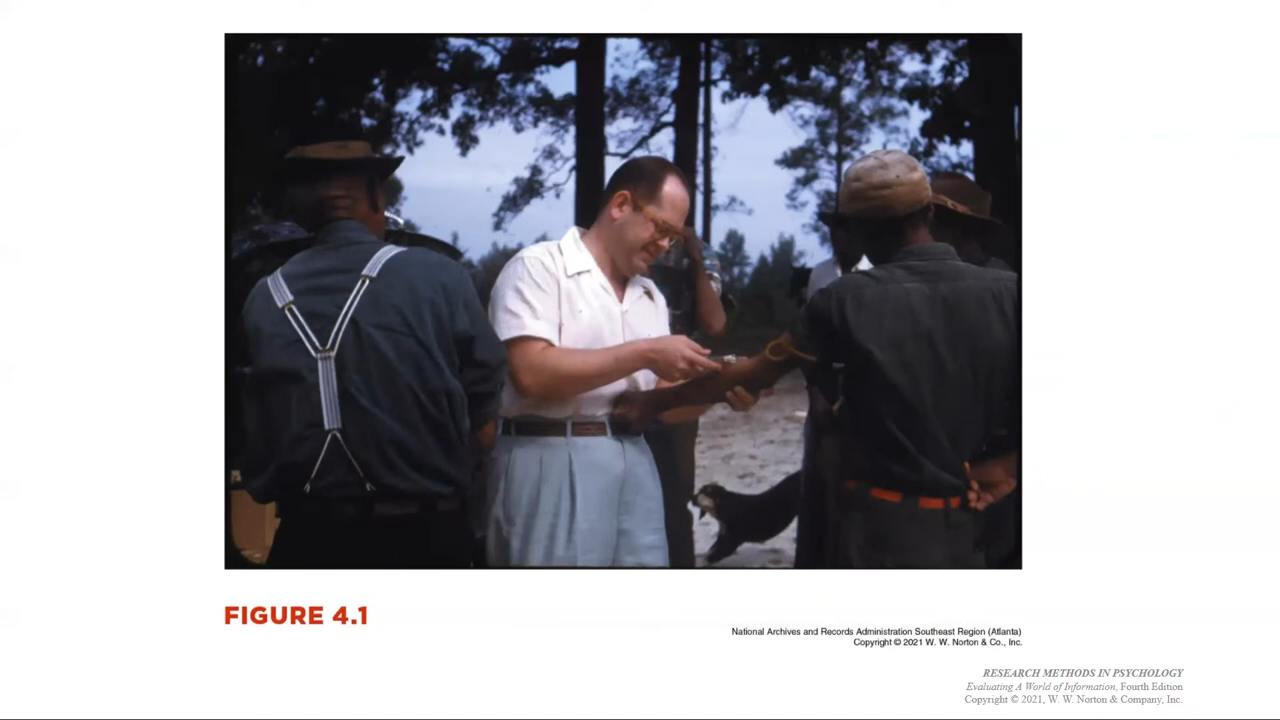 FIGURE 4.1
National Archives and Records Administration Southeast Region (Atlanta)
Copyright © 2021 W. W. Norton & Co., Inc.
RESEARCH METHODS IN PSYCHOLOGY
Evaluating A World of Information, Fourth Edition
Copyright © 2021, W. W. Norton & Company, Inc.